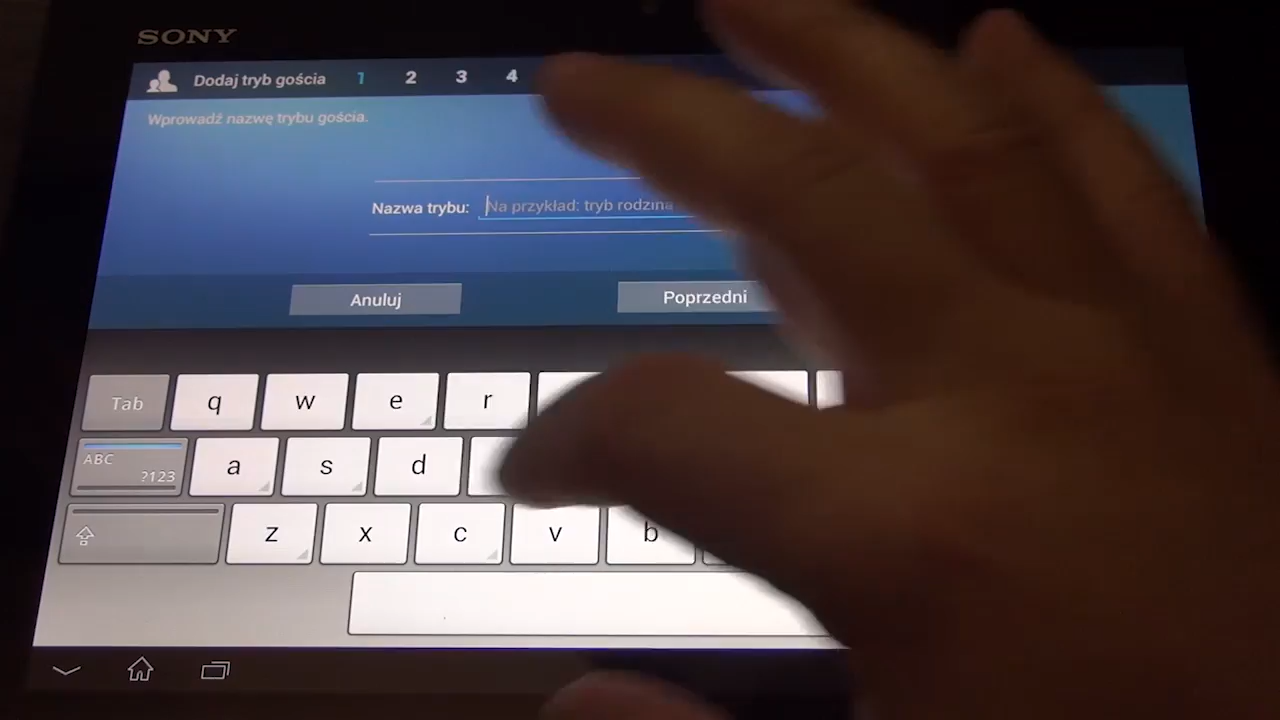 SONY
Dodaj tryb gościa 1 2 3 4
Wprowadź nazwę trybu gościa.
Nazwa trybu: Na przykład: tryb rodzina
Anuluj Poprzedni
Tab q w e r
ABC ?123 a s d
z x c v b